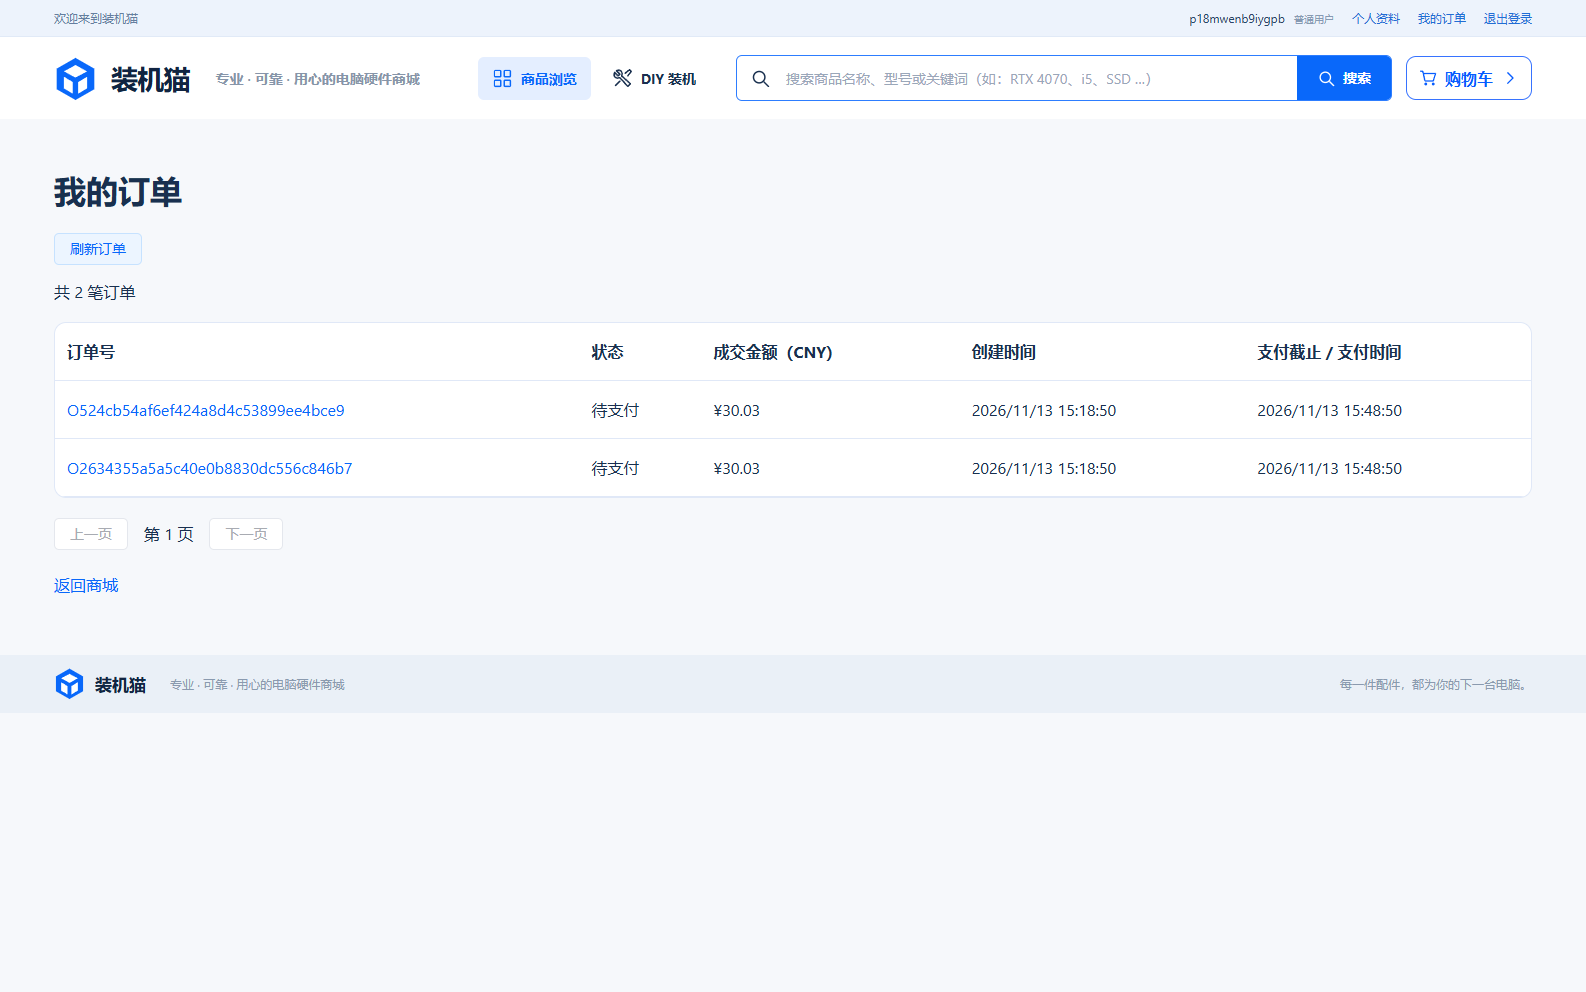 欢迎来到装机猫
p18mwenb9iygpb 普通用户 个人资料 我的订单 退出登录
装机猫 专业 · 可靠 · 用心的电脑硬件商城 商品浏览 DIY 装机 搜索商品名称、型号或关键词（如：RTX 4070、i5、SSD ...） 搜索 购物车
我的订单
刷新订单
共 2 笔订单
订单号 状态 成交金额（CNY） 创建时间 支付截止 / 支付时间
O524cb54af6ef424a8d4c53899ee4bce9 待支付 ¥30.03 2026/11/13 15:18:50 2026/11/13 15:48:50
O2634355a5a5c40e0b8830dc556c846b7 待支付 ¥30.03 2026/11/13 15:18:50 2026/11/13 15:48:50
上一页 第 1 页 下一页
返回商城
装机猫 专业 · 可靠 · 用心的电脑硬件商城 每一件配件，都为你的下一台电脑。